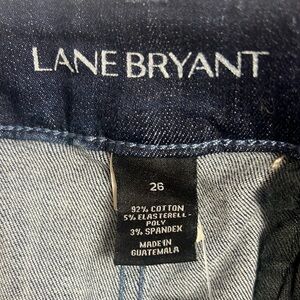 LANE BRYANT
26
92% COTTON
5% ELASTERELL-
POLY
3% SPANDEX
MADE IN
GUATEMALA